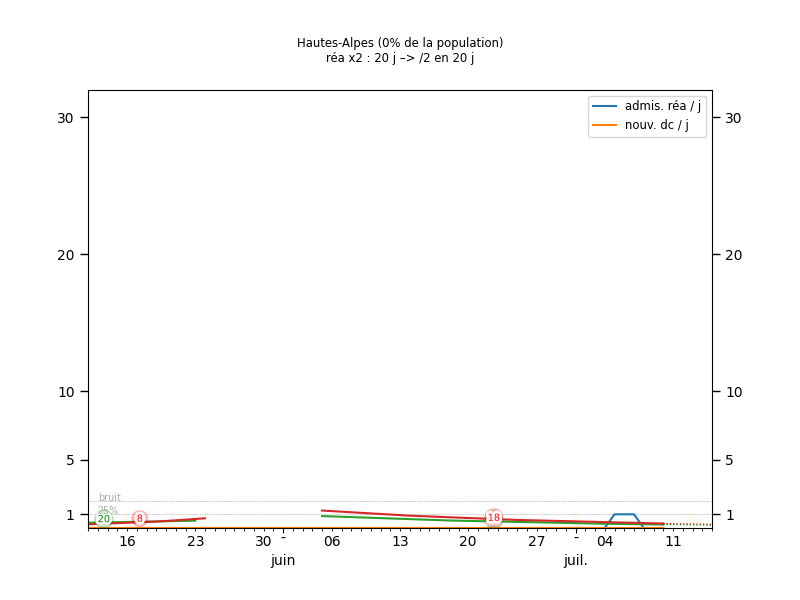 Hautes-Alpes (0% de la population)
réa x2 : 20 j –> /2 en 20 j
admis. réa / j
nouv. dc / j
30 30
20 20
10 10
5 5
bruit
25%
1 1
20 8 18
16 23 30 - 06 13 20 27 - 04 11
juin juil.